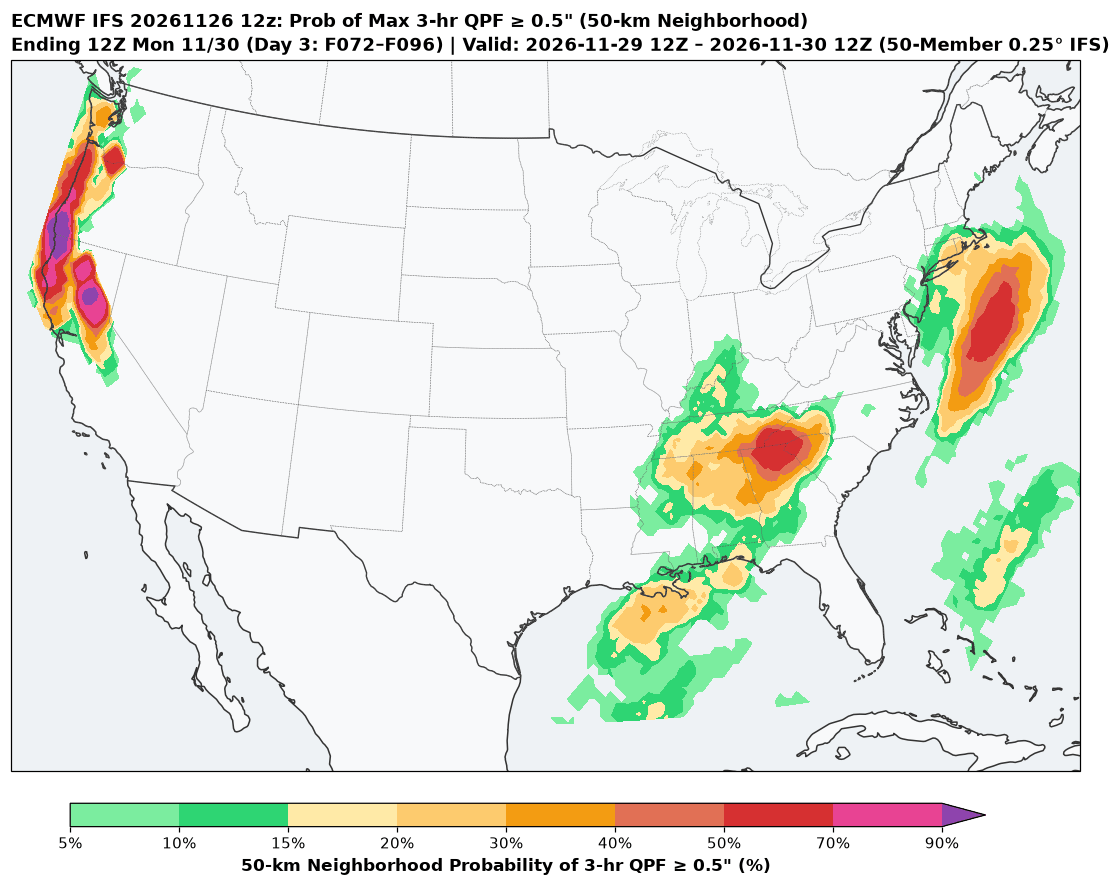 ECMWF IFS 20261126 12z: Prob of Max 3-hr QPF ≥ 0.5" (50-km Neighborhood)
Ending 12Z Mon 11/30 (Day 3: F072–F096) | Valid: 2026-11-29 12Z – 2026-11-30 12Z (50-Member 0.25° IFS)
5% 10% 15% 20% 30% 40% 50% 70% 90%
50-km Neighborhood Probability of 3-hr QPF ≥ 0.5" (%)